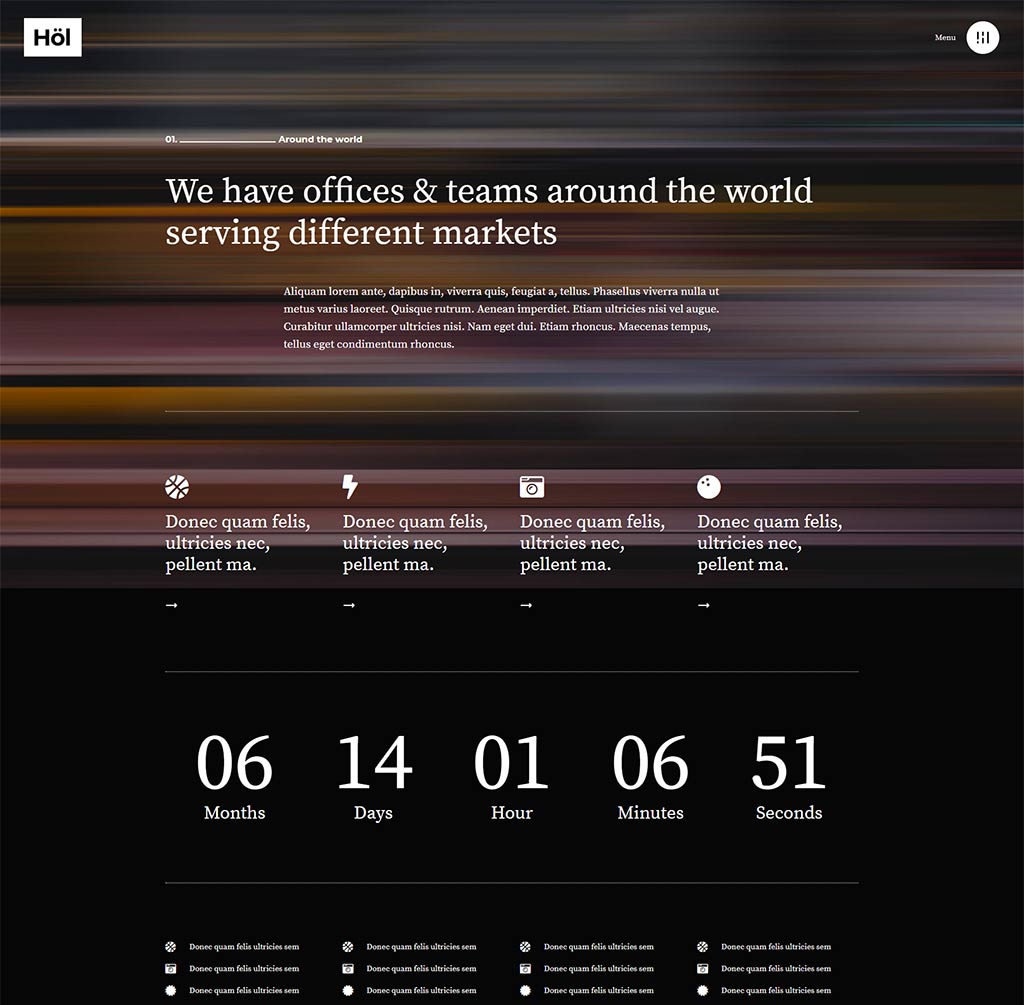 Höl
Menu
01. Around the world
We have offices & teams around the world
serving different markets
Aliquam lorem ante, dapibus in, viverra quis, feugiat a, tellus. Phasellus viverra nulla ut
metus varius laoreet. Quisque rutrum. Aenean imperdiet. Etiam ultricies nisi vel augue.
Curabitur ullamcorper ultricies nisi. Nam eget dui. Etiam rhoncus. Maecenas tempus,
tellus eget condimentum rhoncus.
Donec quam felis,
ultricies nec,
pellent ma.
→
Donec quam felis,
ultricies nec,
pellent ma.
→
Donec quam felis,
ultricies nec,
pellent ma.
→
Donec quam felis,
ultricies nec,
pellent ma.
→
06
Months
14
Days
01
Hour
06
Minutes
51
Seconds
Donec quam felis ultricies sem
Donec quam felis ultricies sem
Donec quam felis ultricies sem
Donec quam felis ultricies sem
Donec quam felis ultricies sem
Donec quam felis ultricies sem
Donec quam felis ultricies sem
Donec quam felis ultricies sem
Donec quam felis ultricies sem
Donec quam felis ultricies sem
Donec quam felis ultricies sem
Donec quam felis ultricies sem